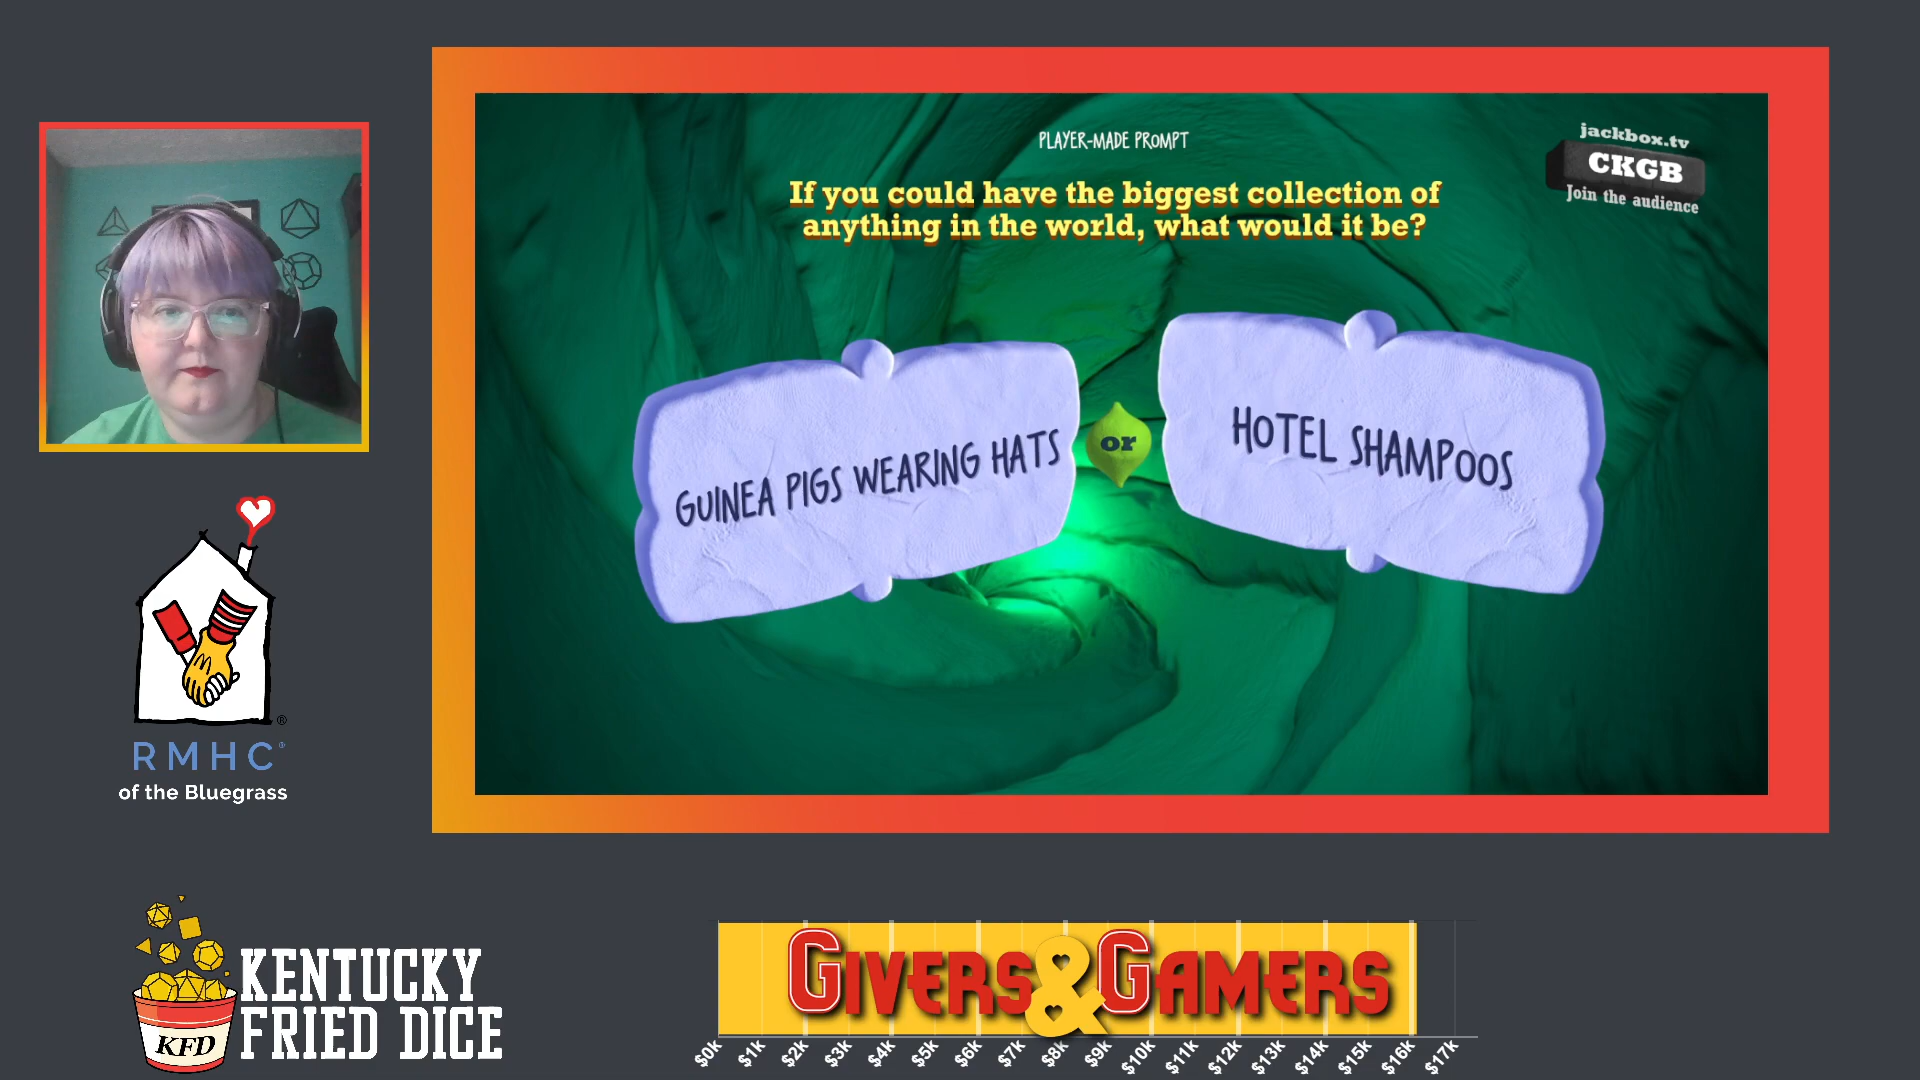 PLAYER-MADE PROMPT
If you could have the biggest collection of
anything in the world, what would it be?
jackbox.tv
CKGB
Join the audience
GUINEA PIGS WEARING HATS
or
HOTEL SHAMPOOS
RMHC®
of the Bluegrass
KENTUCKY
FRIED DICE
KFD
GIVERS & GAMERS
$0k $1k $2k $3k $4k $5k $6k $7k $8k $9k $10k $11k $12k $13k $14k $15k $16k $17k